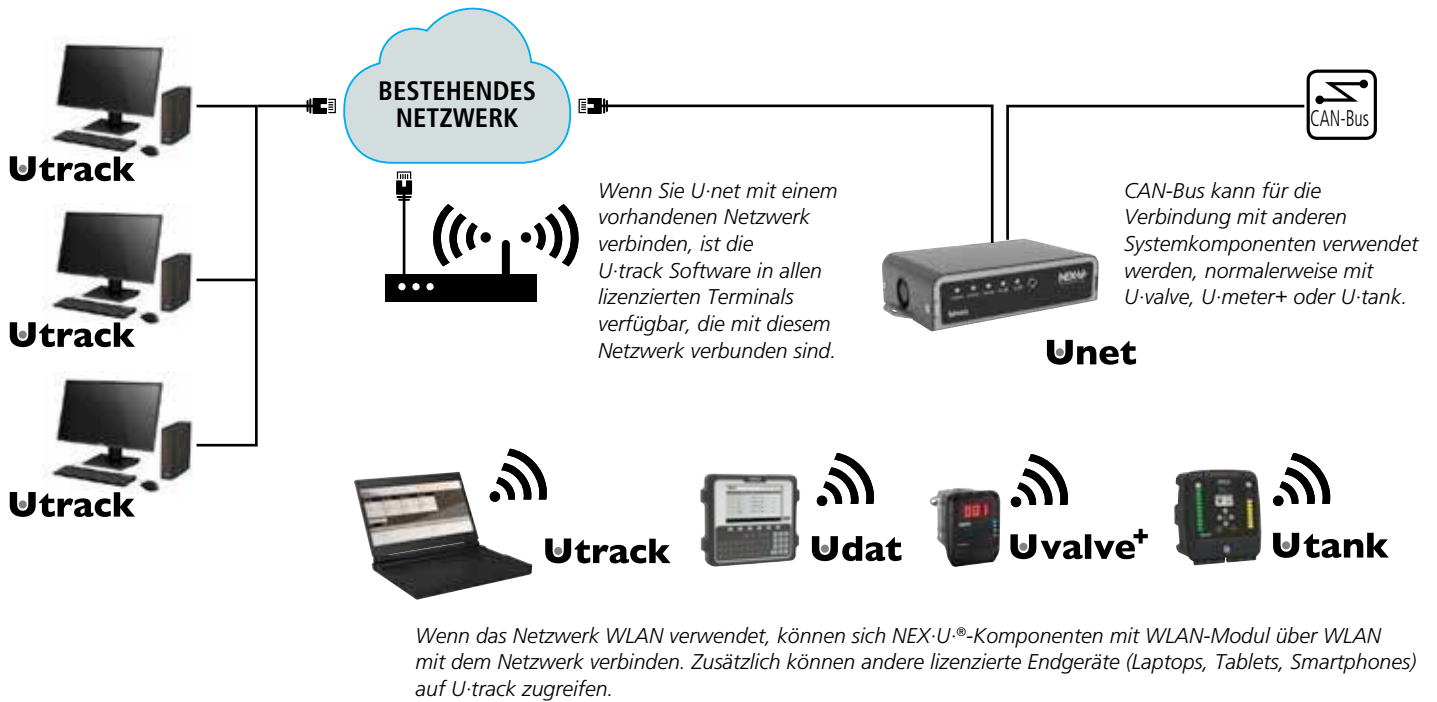 BESTEHENDES
NETZWERK
CAN-Bus
Utrack
Wenn Sie U·net mit einem
vorhandenen Netzwerk
verbinden, ist die
U·track Software in allen
lizenzierten Terminals
verfügbar, die mit diesem
Netzwerk verbunden sind.
CAN-Bus kann für die
Verbindung mit anderen
Systemkomponenten verwendet
werden, normalerweise mit
U·valve, U·meter+ oder U·tank.
NEX·U·
Utrack
Unet
Utrack
001
Utrack
Udat
Uvalve+
Utank
Wenn das Netzwerk WLAN verwendet, können sich NEX·U·®-Komponenten mit WLAN-Modul über WLAN
mit dem Netzwerk verbinden. Zusätzlich können andere lizenzierte Endgeräte (Laptops, Tablets, Smartphones)
auf U·track zugreifen.